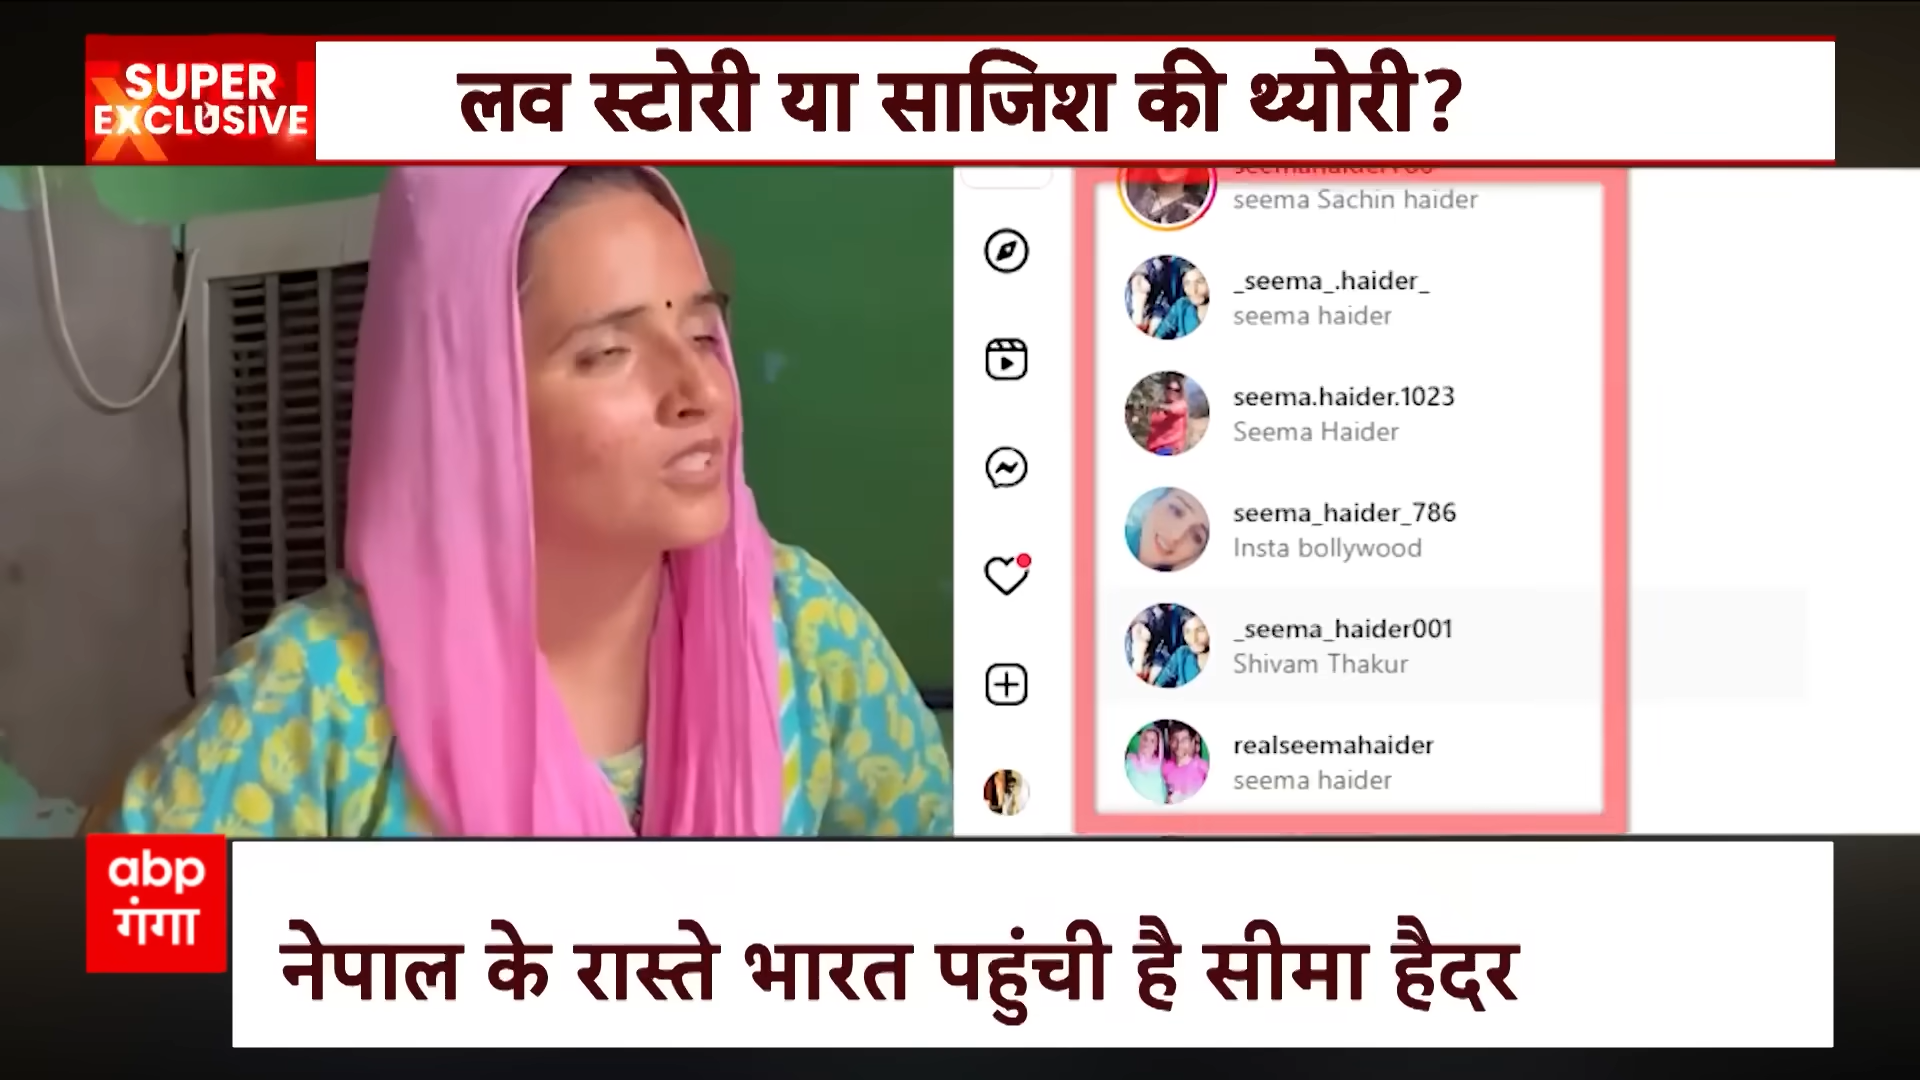 SUPER
EXCLUSIVE
लव स्टोरी या साजिश की थ्योरी?
seema Sachin haider
_seema_.haider_
seema haider
seema.haider.1023
Seema Haider
seema_haider_786
Insta bollywood
_seema_haider001
Shivam Thakur
realseemahaider
seema haider
abp
गंगा
नेपाल के रास्ते भारत पहुंची है सीमा हैदर